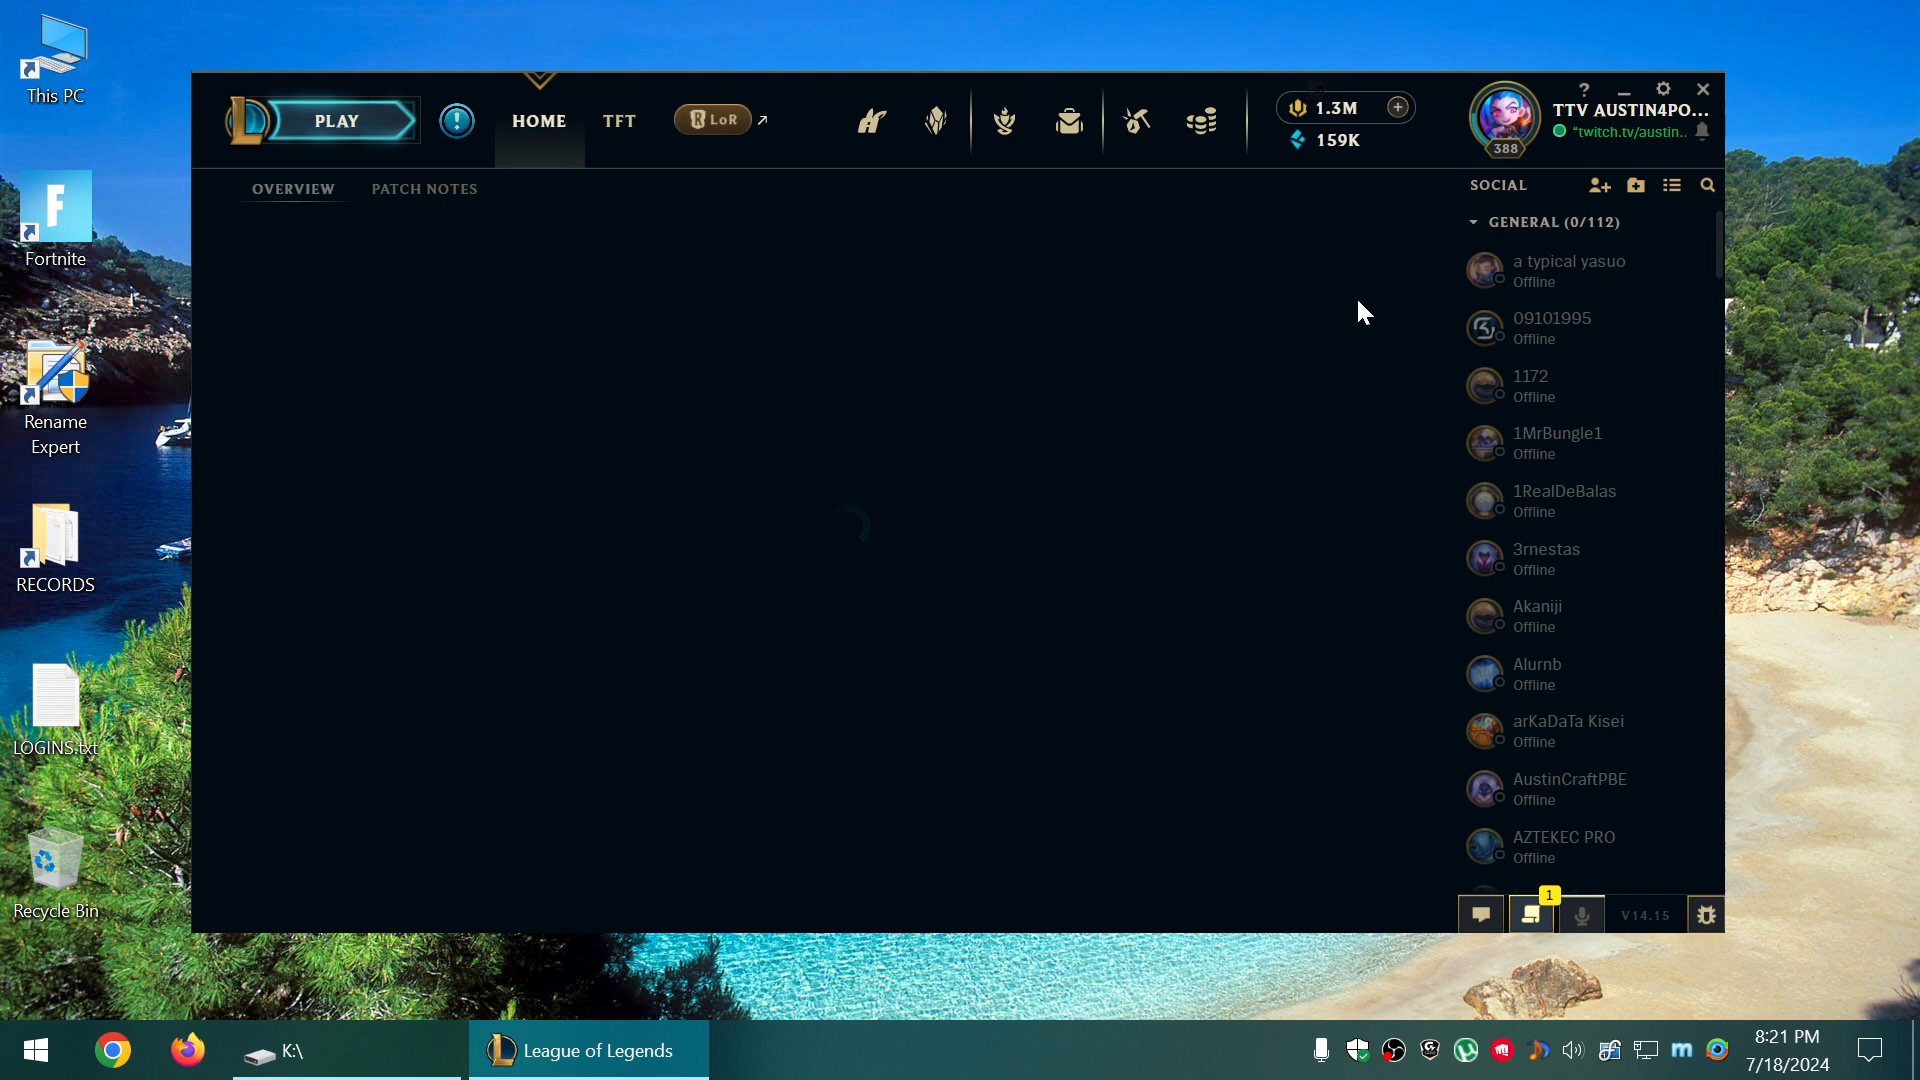 This PC
Fortnite
Rename
Expert
RECORDS
LOGINS.txt
Recycle Bin
PLAY
HOME
TFT
LoR
1.3M
159K
388
TTV AUSTIN4PO...
"twitch.tv/austin..
OVERVIEW
PATCH NOTES
SOCIAL
GENERAL (0/112)
a typical yasuo
Offline
09101995
Offline
1172
Offline
1MrBungle1
Offline
1RealDeBalas
Offline
3rnestas
Offline
Akaniji
Offline
Alurnb
Offline
arKaDaTa Kisei
Offline
AustinCraftPBE
Offline
AZTEKEC PRO
Offline
1
V14.15
K:\
League of Legends
8:21 PM
7/18/2024